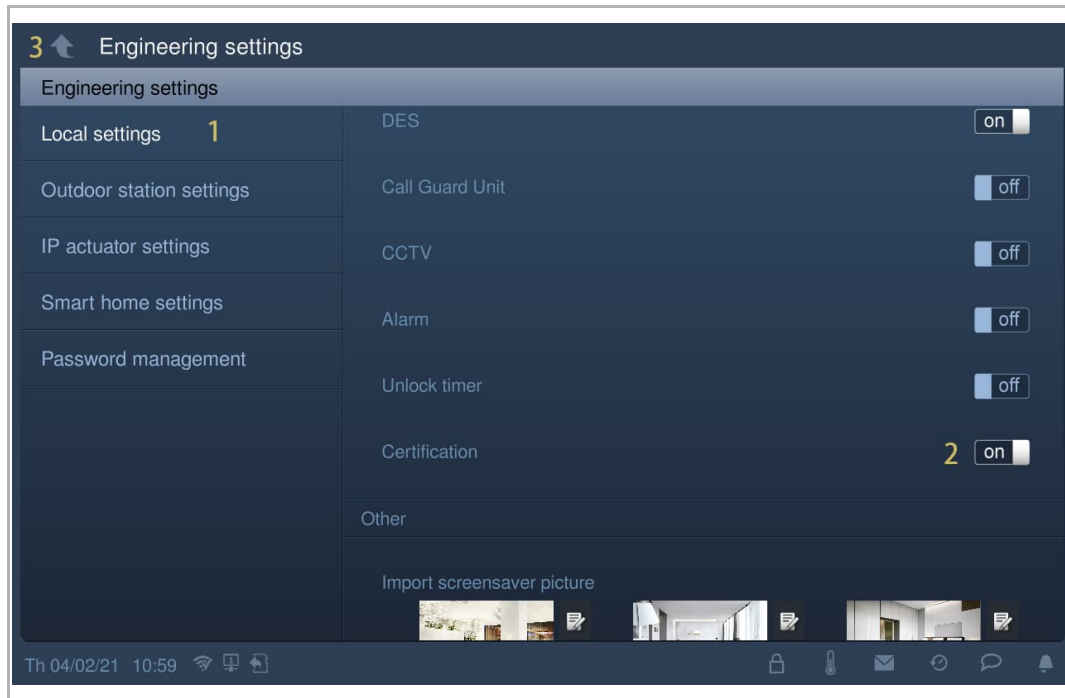 3 Engineering settings
Engineering settings
Local settings 1
Outdoor station settings
IP actuator settings
Smart home settings
Password management
DES on
Call Guard Unit off
CCTV off
Alarm off
Unlock timer off
Certification 2 on
Other
Import screensaver picture
Th 04/02/21 10:59